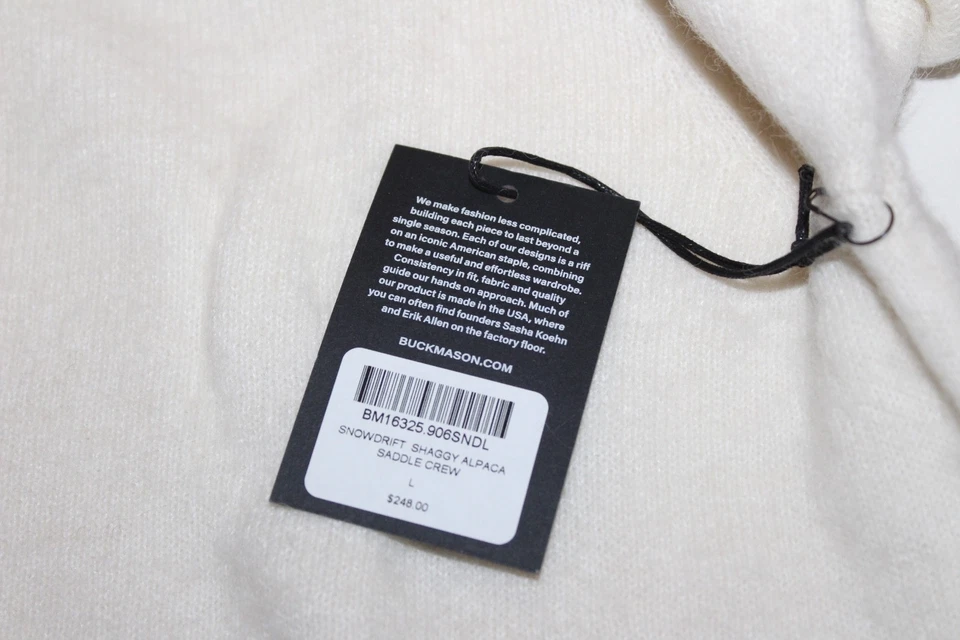 We make fashion less complicated,
building each piece to last beyond a
single season. Each of our designs is a riff
on an iconic American staple, combining
to make a useful and effortless wardrobe.
Consistency in fit, fabric and quality
guide our hands on approach. Much of
our product is made in the USA, where
you can often find founders Sasha Koehn
and Erik Allen on the factory floor.
BUCKMASON.COM
BM16325.906SNDL
SNOWDRIFT SHAGGY ALPACA
SADDLE CREW
L
$248.00